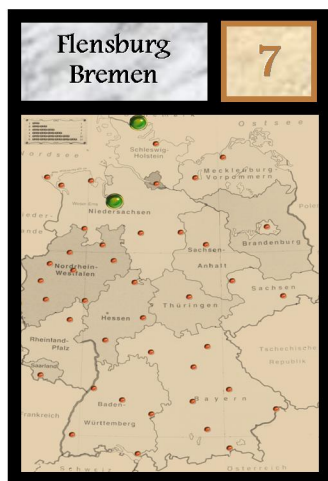 Flensburg
Bremen
7
Ostsee
Nordsee
Schleswig-
Holstein
Mecklenburg
Vorpommern
Niedersachsen
Brandenburg
Sachsen-
Anhalt
Nordrhein-
Westfalen
Sachsen
Thüringen
Hessen
Rheinland-
Pfalz
Tschechische
Republik
Saarland
Bayern
Baden-
Württemberg
Frankreich
Schweiz
Österreich